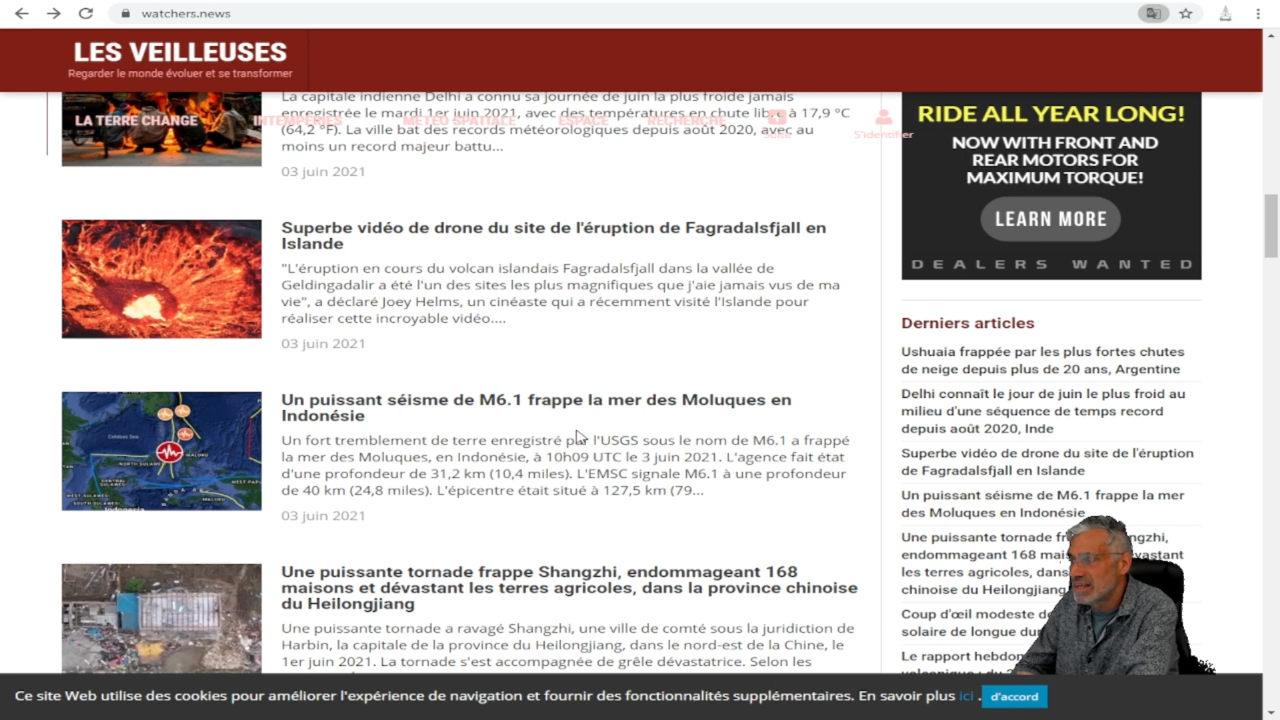 watchers.news
LES VEILLEUSES
Regarder le monde évoluer et se transformer
LA TERRE CHANGE
INTEMPÉRIES
MÉTÉO SPATIALE
ESPACE
RECHERCHE
S'identifier
La capitale indienne Delhi a connu sa journée de juin la plus froide jamais
enregistrée le mardi 1er juin 2021, avec des températures en chute libre à 17,9 °C
(64,2 °F). La ville bat des records météorologiques depuis août 2020, avec au
moins un record majeur battu...
03 juin 2021
Superbe vidéo de drone du site de l'éruption de Fagradalsfjall en
Islande
"L'éruption en cours du volcan islandais Fagradalsfjall dans la vallée de
Geldingadalir a été l'un des sites les plus magnifiques que j'aie jamais vus de ma
vie", a déclaré Joey Helms, un cinéaste qui a récemment visité l'Islande pour
réaliser cette incroyable vidéo....
03 juin 2021
Un puissant séisme de M6.1 frappe la mer des Moluques en
Indonésie
Un fort tremblement de terre enregistré par l'USGS sous le nom de M6.1 a frappé
la mer des Moluques, en Indonésie, à 10h09 UTC le 3 juin 2021. L'agence fait état
d'une profondeur de 31,2 km (10,4 miles). L'EMSC signale M6.1 à une profondeur
de 40 km (24,8 miles). L'épicentre était situé à 127,5 km (79...
03 juin 2021
Une puissante tornade frappe Shangzhi, endommageant 168
maisons et dévastant les terres agricoles, dans la province chinoise
du Heilongjiang
Une puissante tornade a ravagé Shangzhi, une ville de comté sous la juridiction de
Harbin, la capitale de la province du Heilongjiang, dans le nord-est de la Chine, le
1er juin 2021. La tornade s'est accompagnée de grêle dévastatrice. Selon les
RIDE ALL YEAR LONG!
NOW WITH FRONT AND
REAR MOTORS FOR
MAXIMUM TORQUE!
LEARN MORE
DEALERS WANTED
Derniers articles
Ushuaia frappée par les plus fortes chutes
de neige depuis plus de 20 ans, Argentine
Delhi connaît le jour de juin le plus froid au
milieu d'une séquence de temps record
depuis août 2020, Inde
Superbe vidéo de drone du site de l'éruption
de Fagradalsfjall en Islande
Un puissant séisme de M6.1 frappe la mer
des Moluques en Indonésie
Une puissante tornade
endommageant 168
les terres agricoles, dans
chinoise du Heilongjiang
Coup d'œil modeste
solaire de longue
Le rapport
Ce site Web utilise des cookies pour améliorer l'expérience de navigation et fournir des fonctionnalités supplémentaires. En savoir plus ici . d'accord